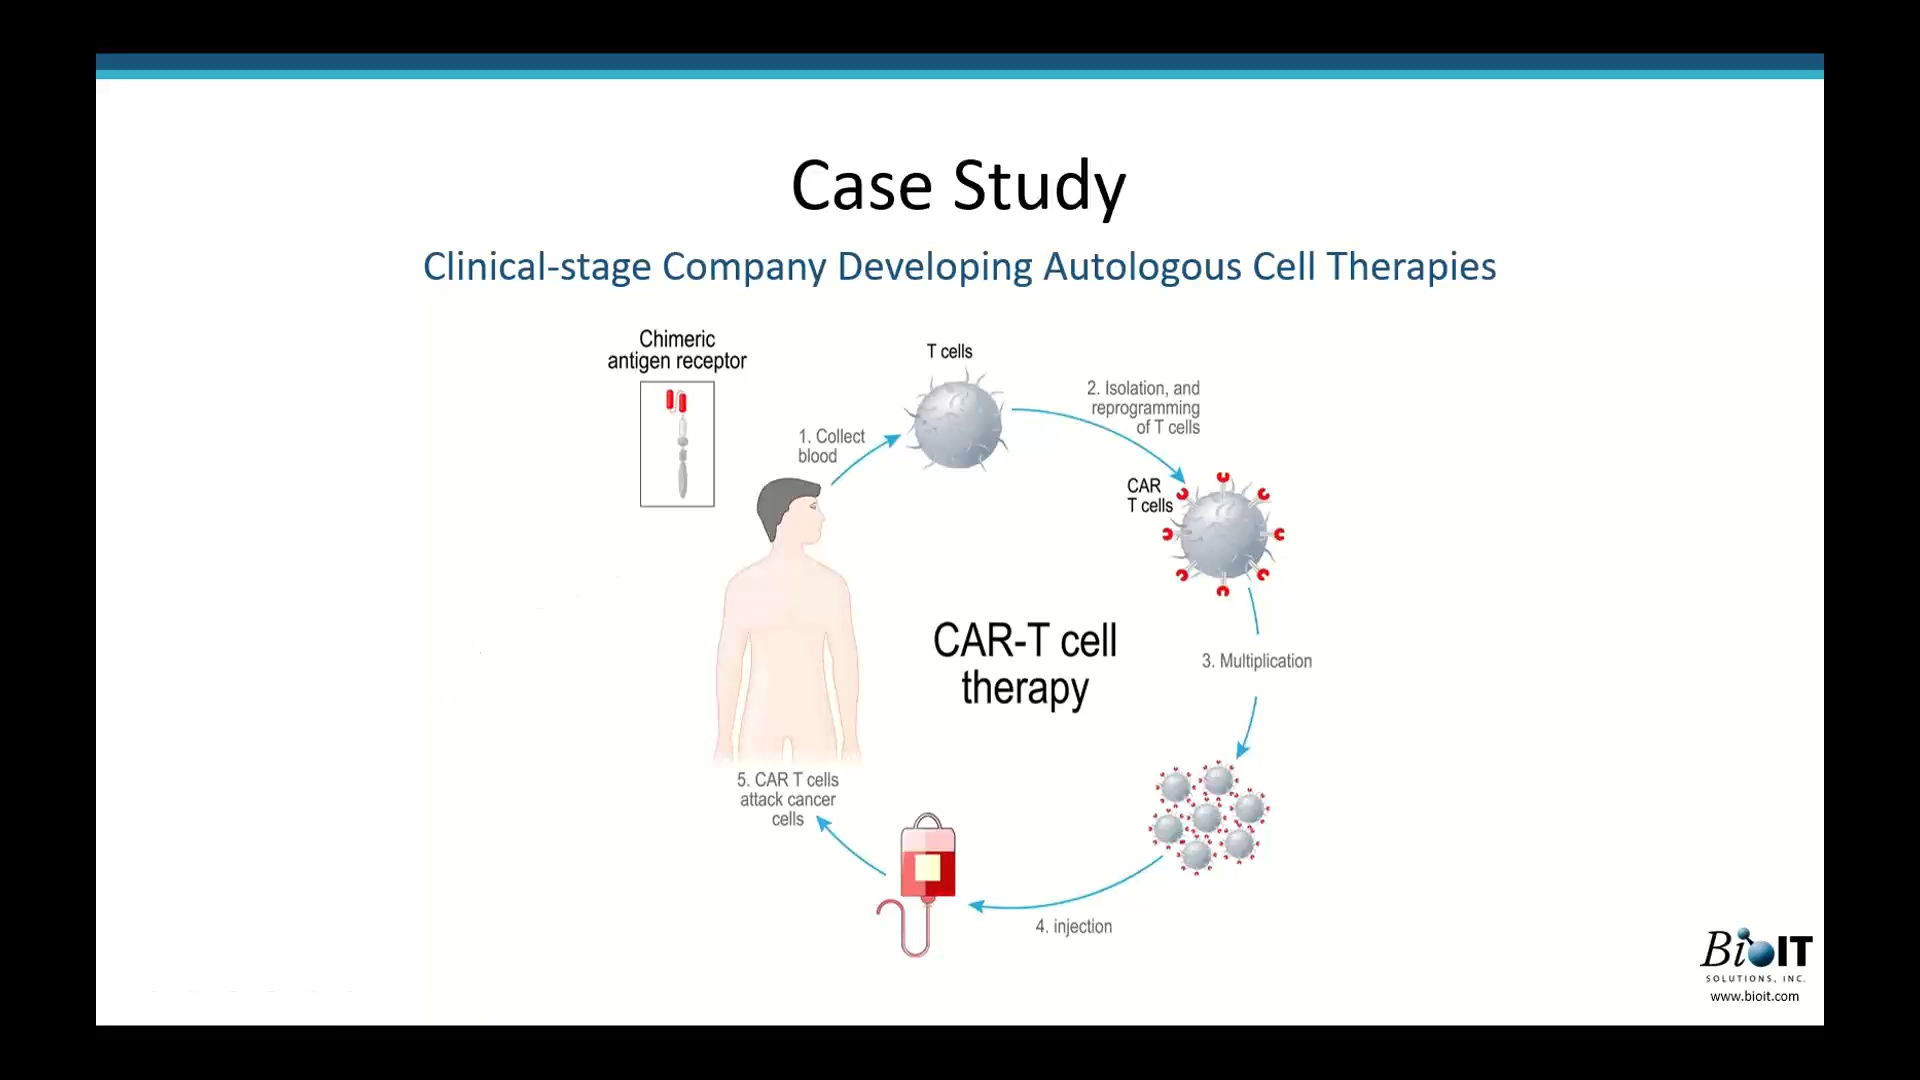 Case Study
Clinical-stage Company Developing Autologous Cell Therapies
Chimeric
antigen receptor
T cells
1. Collect
blood
2. Isolation, and
reprogramming
of T cells
CAR
T cells
CAR-T cell
therapy
3. Multiplication
4. injection
5. CAR T cells
attack cancer
cells
BioIT
SOLUTIONS, INC.
www.bioit.com